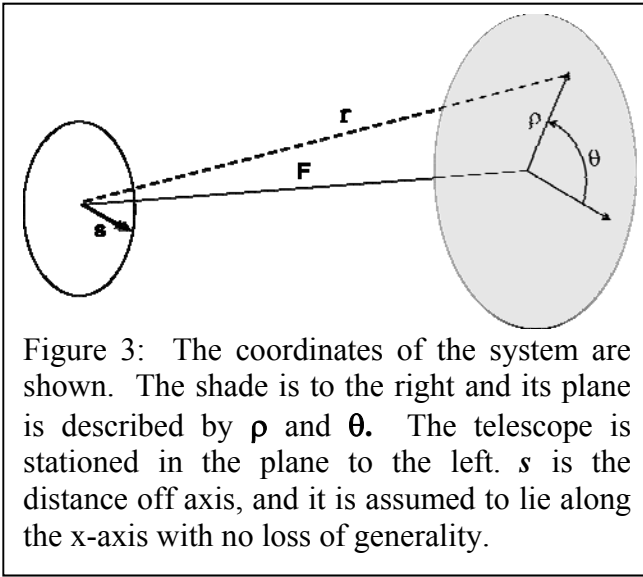 r
ρ
F
θ
s
Figure 3: The coordinates of the system are
shown. The shade is to the right and its plane
is described by ρ and θ. The telescope is
stationed in the plane to the left. s is the
distance off axis, and it is assumed to lie along
the x-axis with no loss of generality.